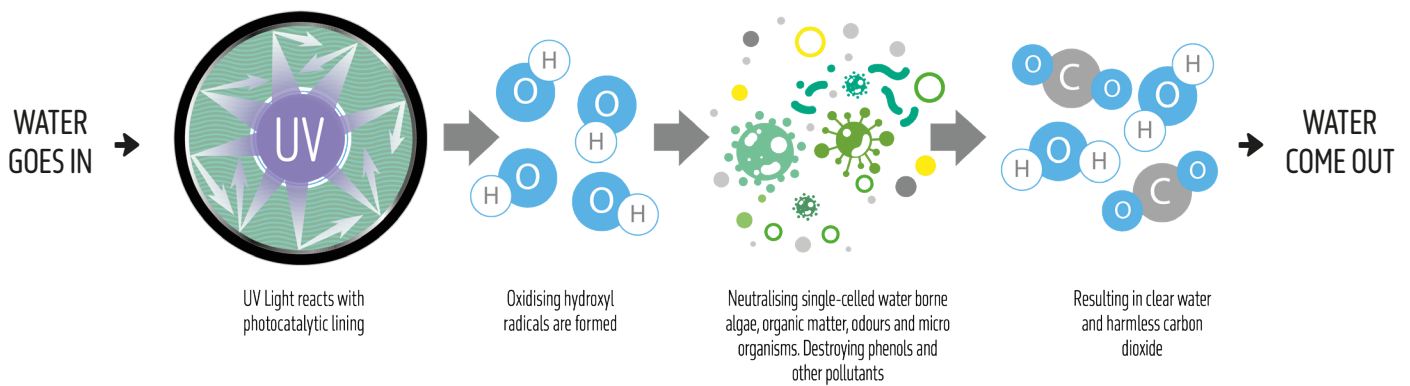 WATER
GOES IN
UV
O H
O H
O H
O H
O C O
O H H
O H H
O C O
WATER
COME OUT
UV Light reacts with
photocatalytic lining
Oxidising hydroxyl
radicals are formed
Neutralising single-celled water borne
algae, organic matter, odours and micro
organisms. Destroying phenols and
other pollutants
Resulting in clear water
and harmless carbon
dioxide